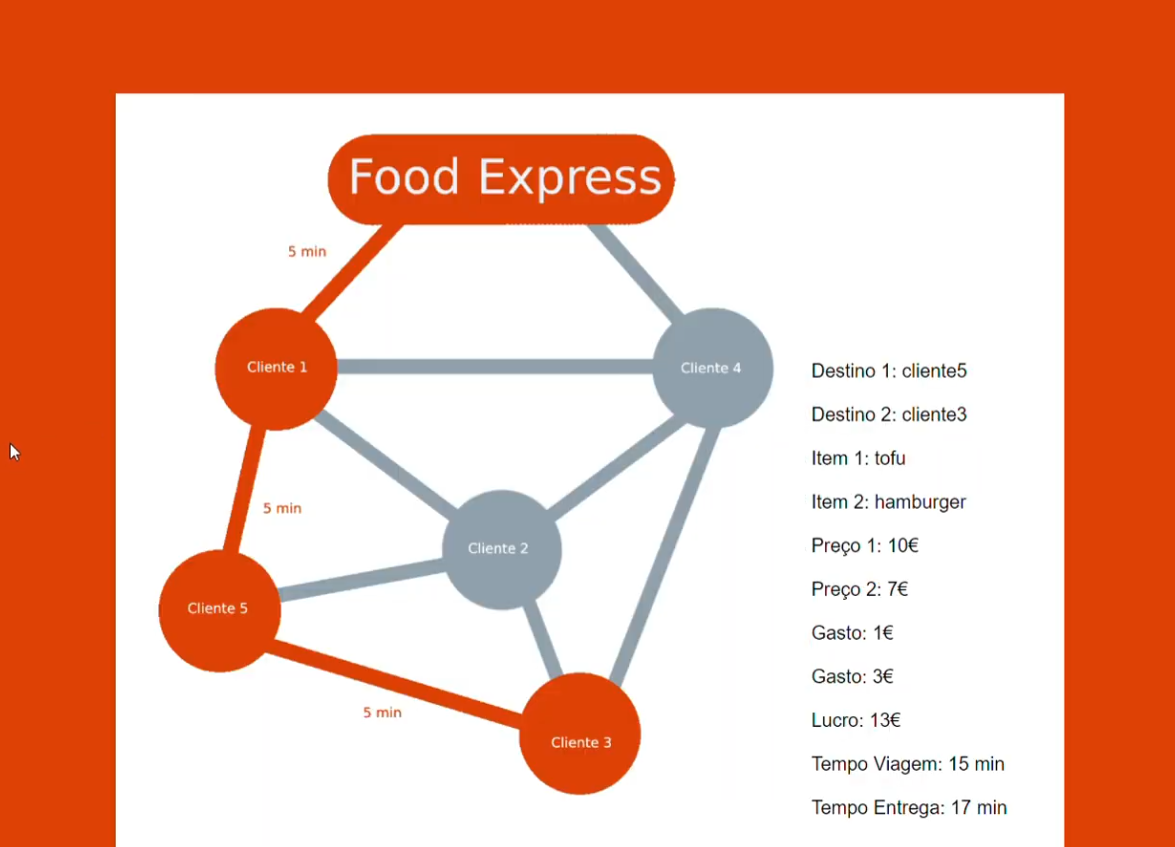 Food Express
5 min
Cliente 1
Cliente 4
Destino 1: cliente5
Destino 2: cliente3
Item 1: tofu
Item 2: hamburger
5 min
Preço 1: 10€
Cliente 2
Preço 2: 7€
Cliente 5
Gasto: 1€
Gasto: 3€
5 min
Lucro: 13€
Cliente 3
Tempo Viagem: 15 min
Tempo Entrega: 17 min